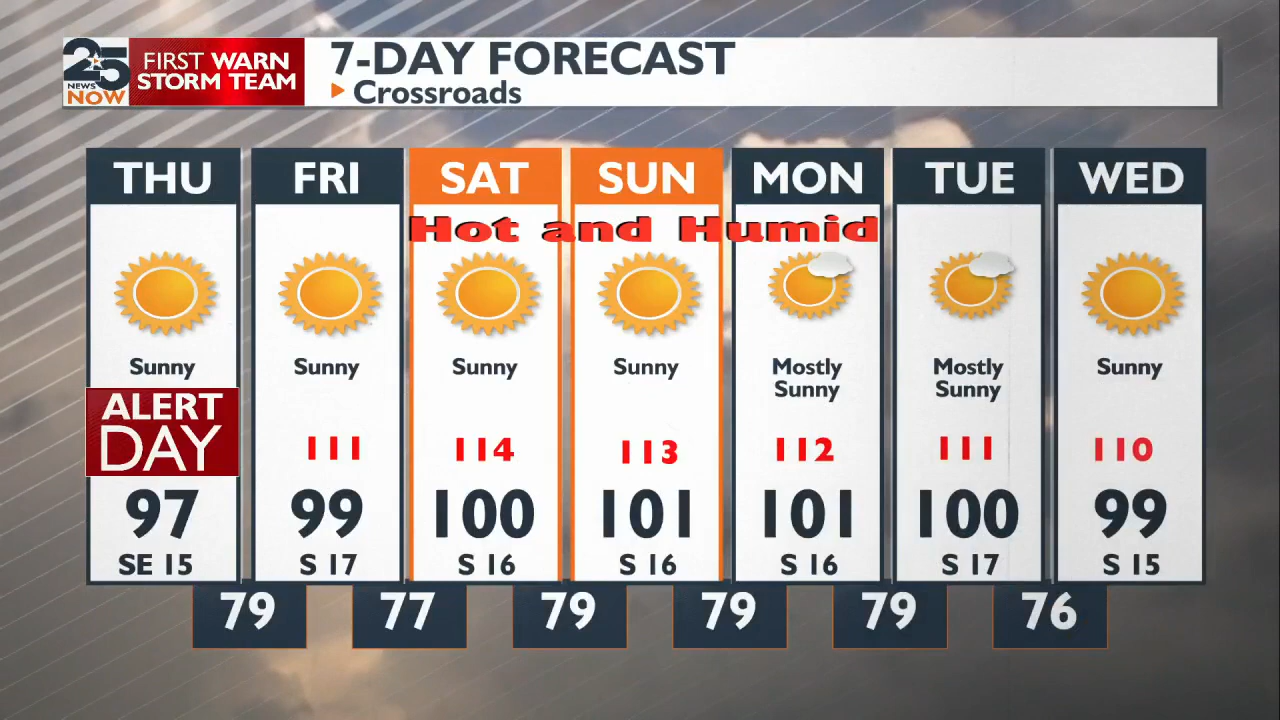 25
NEWS
NOW
FIRST WARN
STORM TEAM
7-DAY FORECAST
Crossroads
THU FRI SAT SUN MON TUE WED
Hot and Humid
Sunny Sunny Sunny Sunny Mostly Sunny Mostly Sunny Sunny
ALERT
DAY
111 114 113 112 111 110
97 99 100 101 101 100 99
SE 15 S 17 S 16 S 16 S 16 S 17 S 15
79 77 79 79 79 76